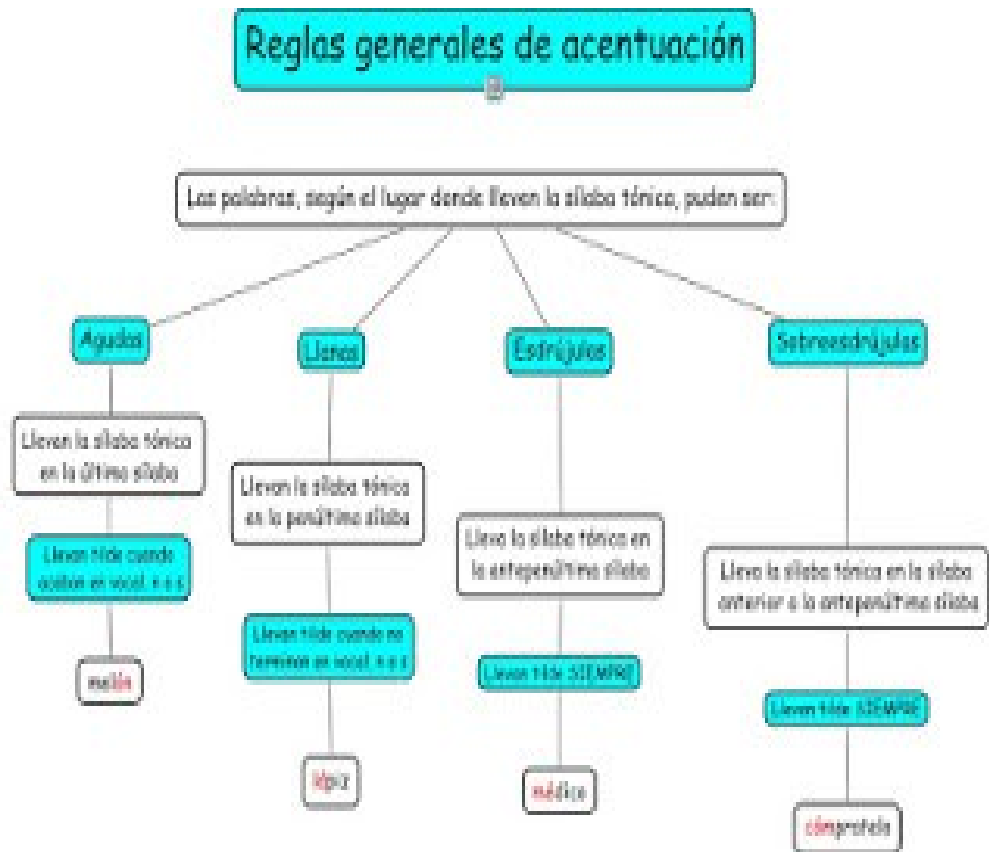 Reglas generales de acentuación
Las palabras, según el lugar donde lleven la sílaba tónica, puden ser:
Agudas
Llanas
Esdrújulas
Sobreesdrújulas
Llevan la sílaba tónica
en la última sílaba
Llevan tilde cuando
acaban en vocal, n o s
melón
Llevan la sílaba tónica
en la penúltima sílaba
Llevan tilde cuando no
terminan en vocal, n o s
lápiz
Lleva la sílaba tónica en
la antepenúltima sílaba
Llevan tilde SIEMPRE
médico
Lleva la sílaba tónica en la sílaba
anterior a la antepenúltima sílaba
Llevan tilde SIEMPRE
cómpratela